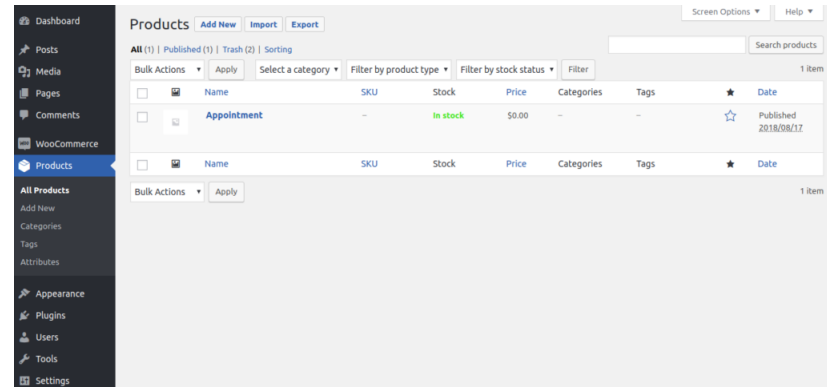 Dashboard
Posts
Media
Pages
Comments
WooCommerce
Products
All Products
Add New
Categories
Tags
Attributes
Appearance
Plugins
Users
Tools
Settings
Screen Options ▼ Help ▼
Products Add New Import Export
All (1) | Published (1) | Trash (2) | Sorting
Search products
Bulk Actions ▼ Apply Select a category ▼ Filter by product type ▼ Filter by stock status ▼ Filter 1 item
Name SKU Stock Price Categories Tags ★ Date
Appointment – In stock $0.00 – – ☆ Published
2018/08/17
Name SKU Stock Price Categories Tags ★ Date
Bulk Actions ▼ Apply 1 item